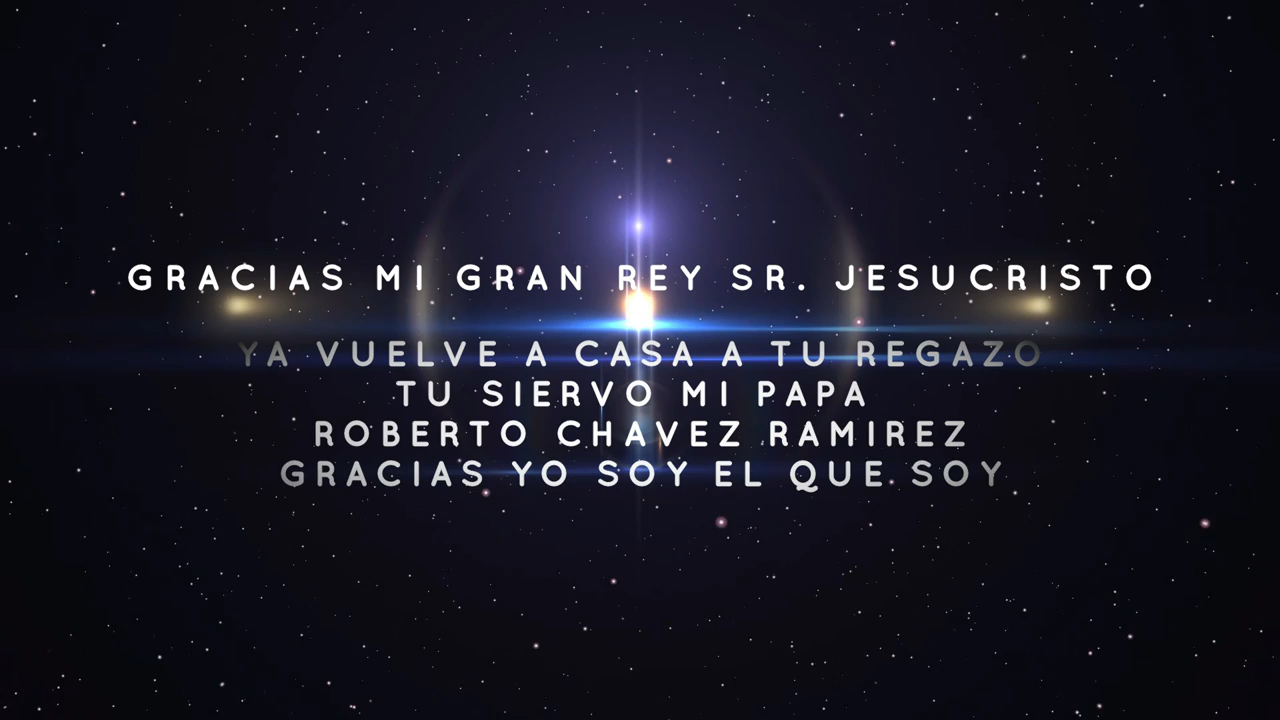 GRACIAS MI GRAN REY SR. JESUCRISTO
YA VUELVE A CASA A TU REGAZO
TU SIERVO MI PAPA
ROBERTO CHAVEZ RAMIREZ
GRACIAS YO SOY EL QUE SOY